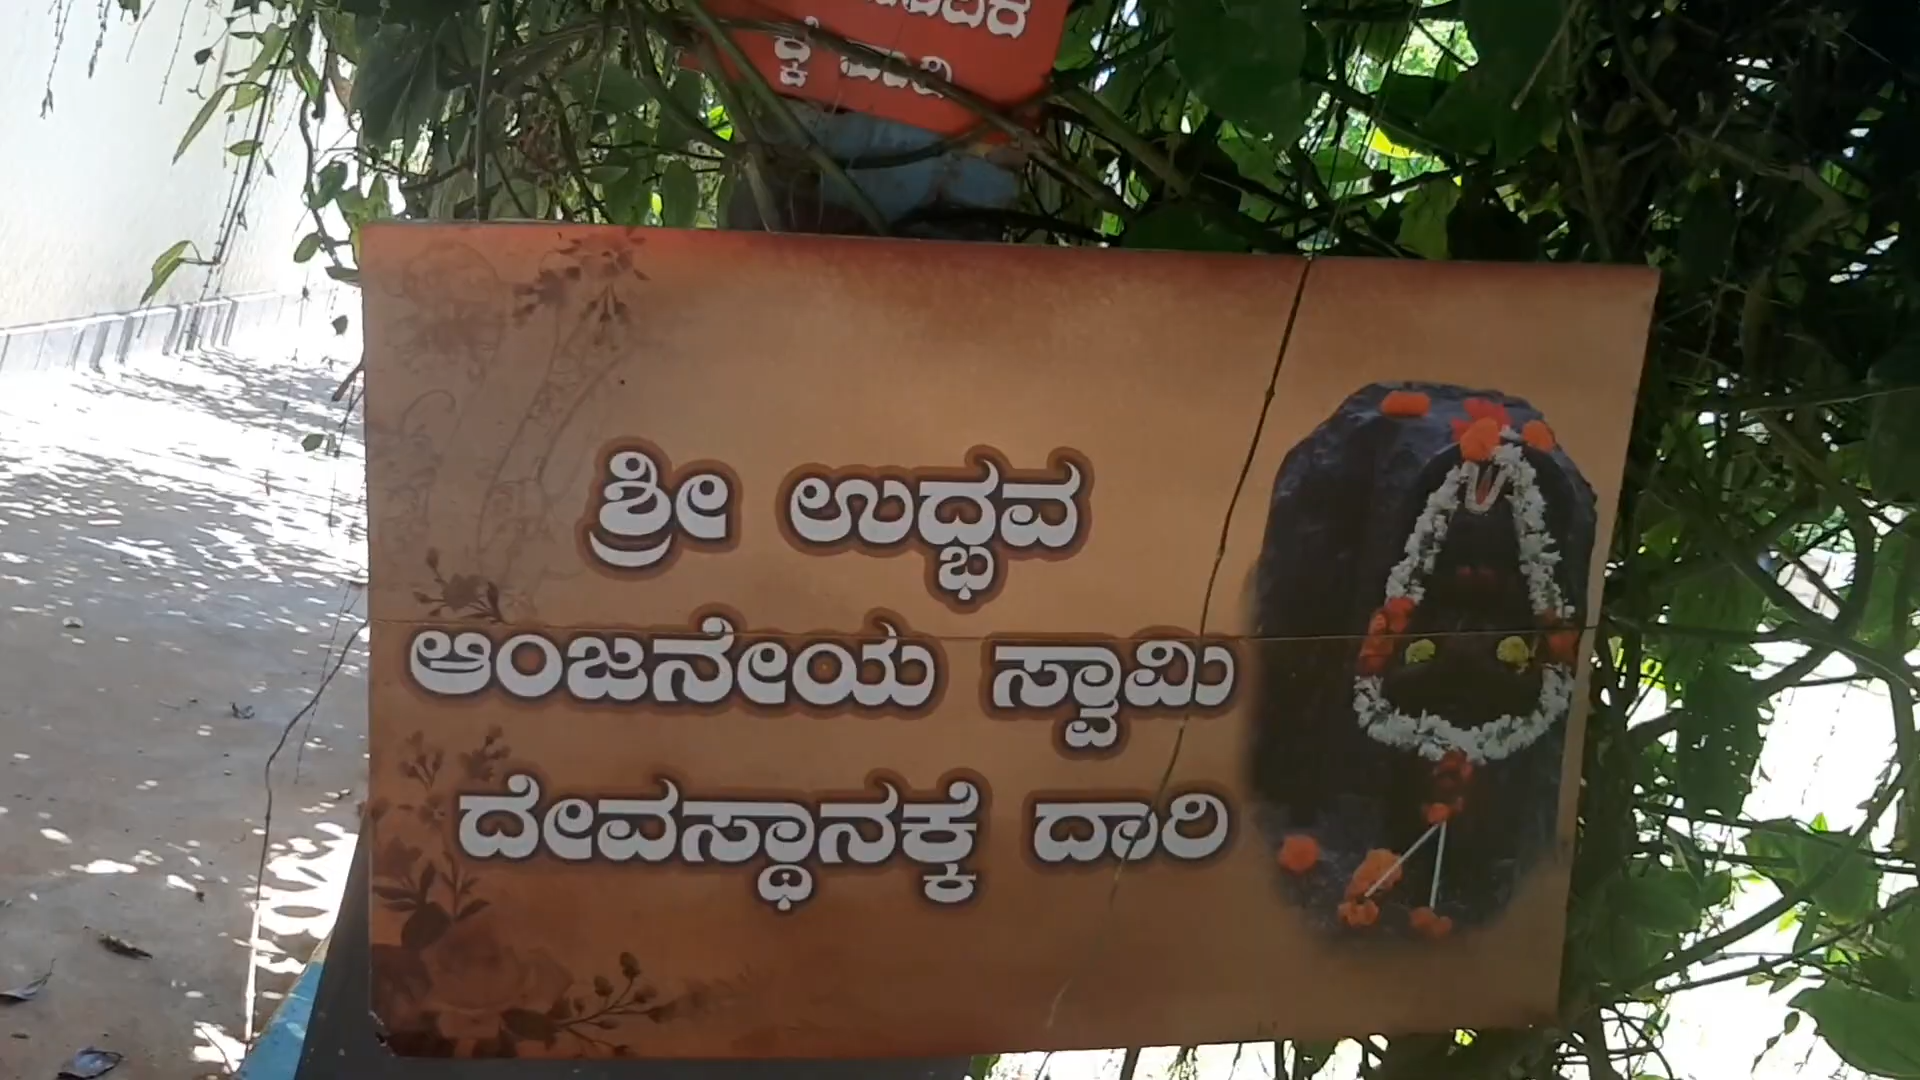 ಶ್ರೀ ಉದ್ಭವ
ಆಂಜನೇಯ ಸ್ವಾಮಿ
ದೇವಸ್ಥಾನಕ್ಕೆ ದಾರಿ